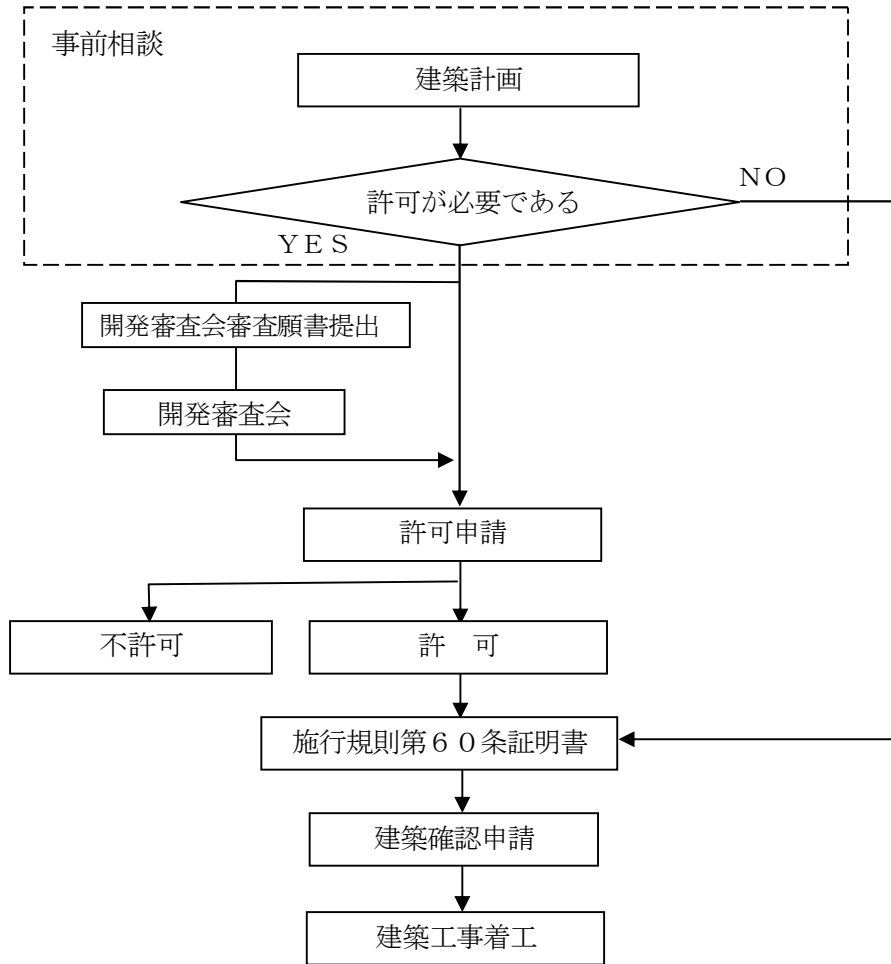 事前相談
建築計画
許可が必要である
ＮＯ
ＹＥＳ
開発審査会審査願書提出
開発審査会
許可申請
不許可
許　可
施行規則第６０条証明書
建築確認申請
建築工事着工